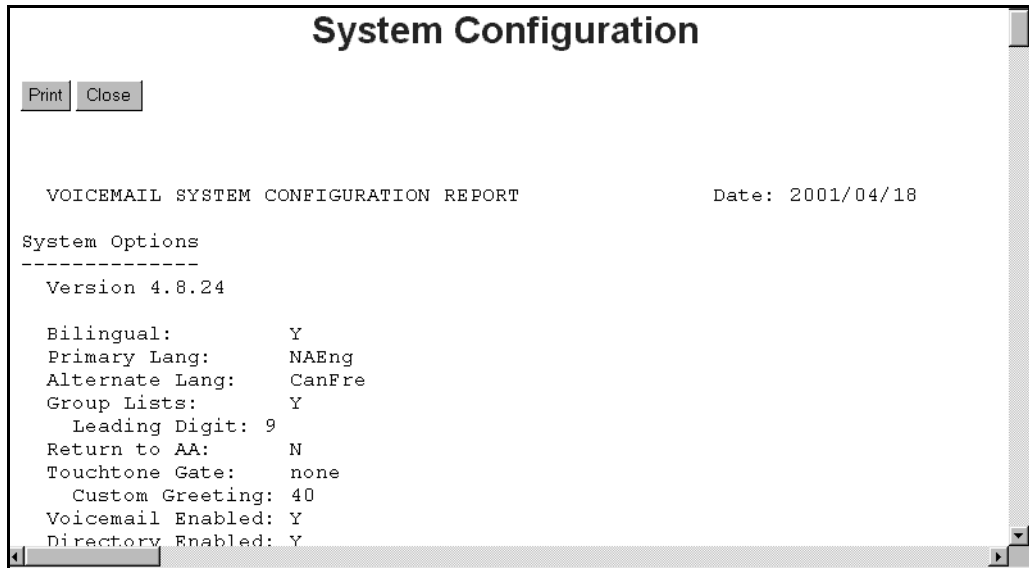 System Configuration
Print Close
VOICEMAIL SYSTEM CONFIGURATION REPORT Date: 2001/04/18
System Options
--------------
Version 4.8.24
Bilingual: Y
Primary Lang: NAEng
Alternate Lang: CanFre
Group Lists: Y
Leading Digit: 9
Return to AA: N
Touchtone Gate: none
Custom Greeting: 40
Voicemail Enabled: Y
Directory Enabled: Y